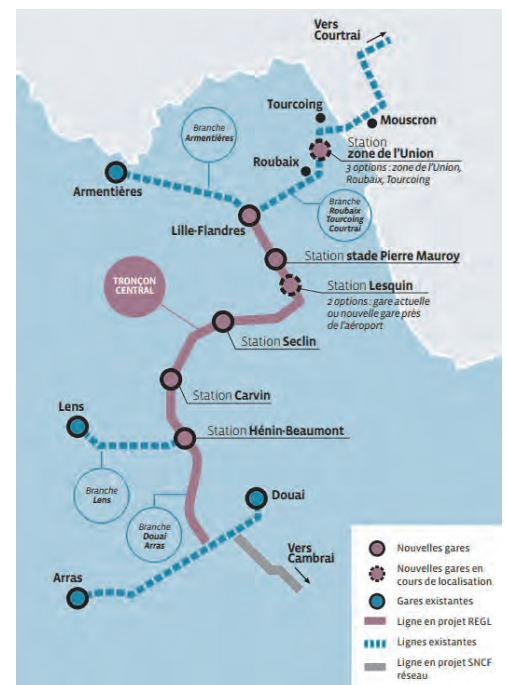 Vers
Courtrai
Tourcoing
Mouscron
Branche
Armentières
Station
zone de l'Union
3 options : zone de l'Union,
Roubaix, Tourcoing
Roubaix
Armentières
Branche
Roubaix
Tourcoing
Courtrai
Lille-Flandres
Station stade Pierre Mauroy
TRONÇON
CENTRAL
Station Lesquin
2 options : gare actuelle
ou nouvelle gare près
de l'aéroport
Station Seclin
Station Carvin
Lens
Station Hénin-Beaumont
Branche
Lens
Branche
Douai
Arras
Douai
Vers
Cambrai
Arras
Nouvelles gares
Nouvelles gares en
cours de localisation
Gares existantes
Ligne en projet REGL
Lignes existantes
Ligne en projet SNCF
réseau